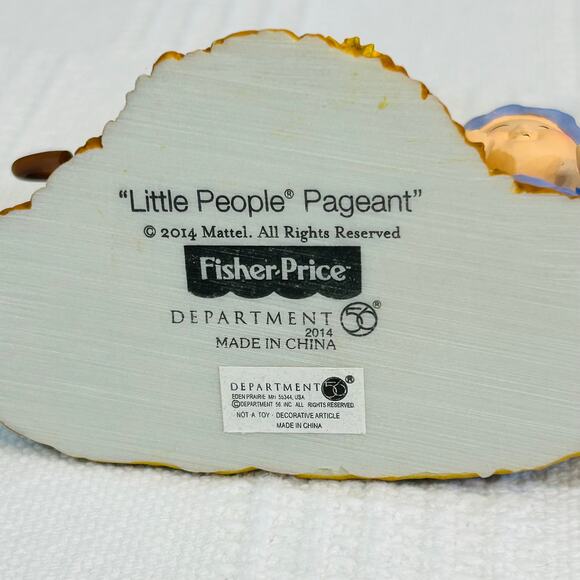 "Little People® Pageant"
© 2014 Mattel. All Rights Reserved
Fisher-Price
DEPARTMENT 56®
2014
MADE IN CHINA
DEPARTMENT 56®
EDEN PRAIRIE MN 55344, USA
©DEPARTMENT 56 INC. ALL RIGHTS RESERVED.
NOT A TOY · DECORATIVE ARTICLE
MADE IN CHINA